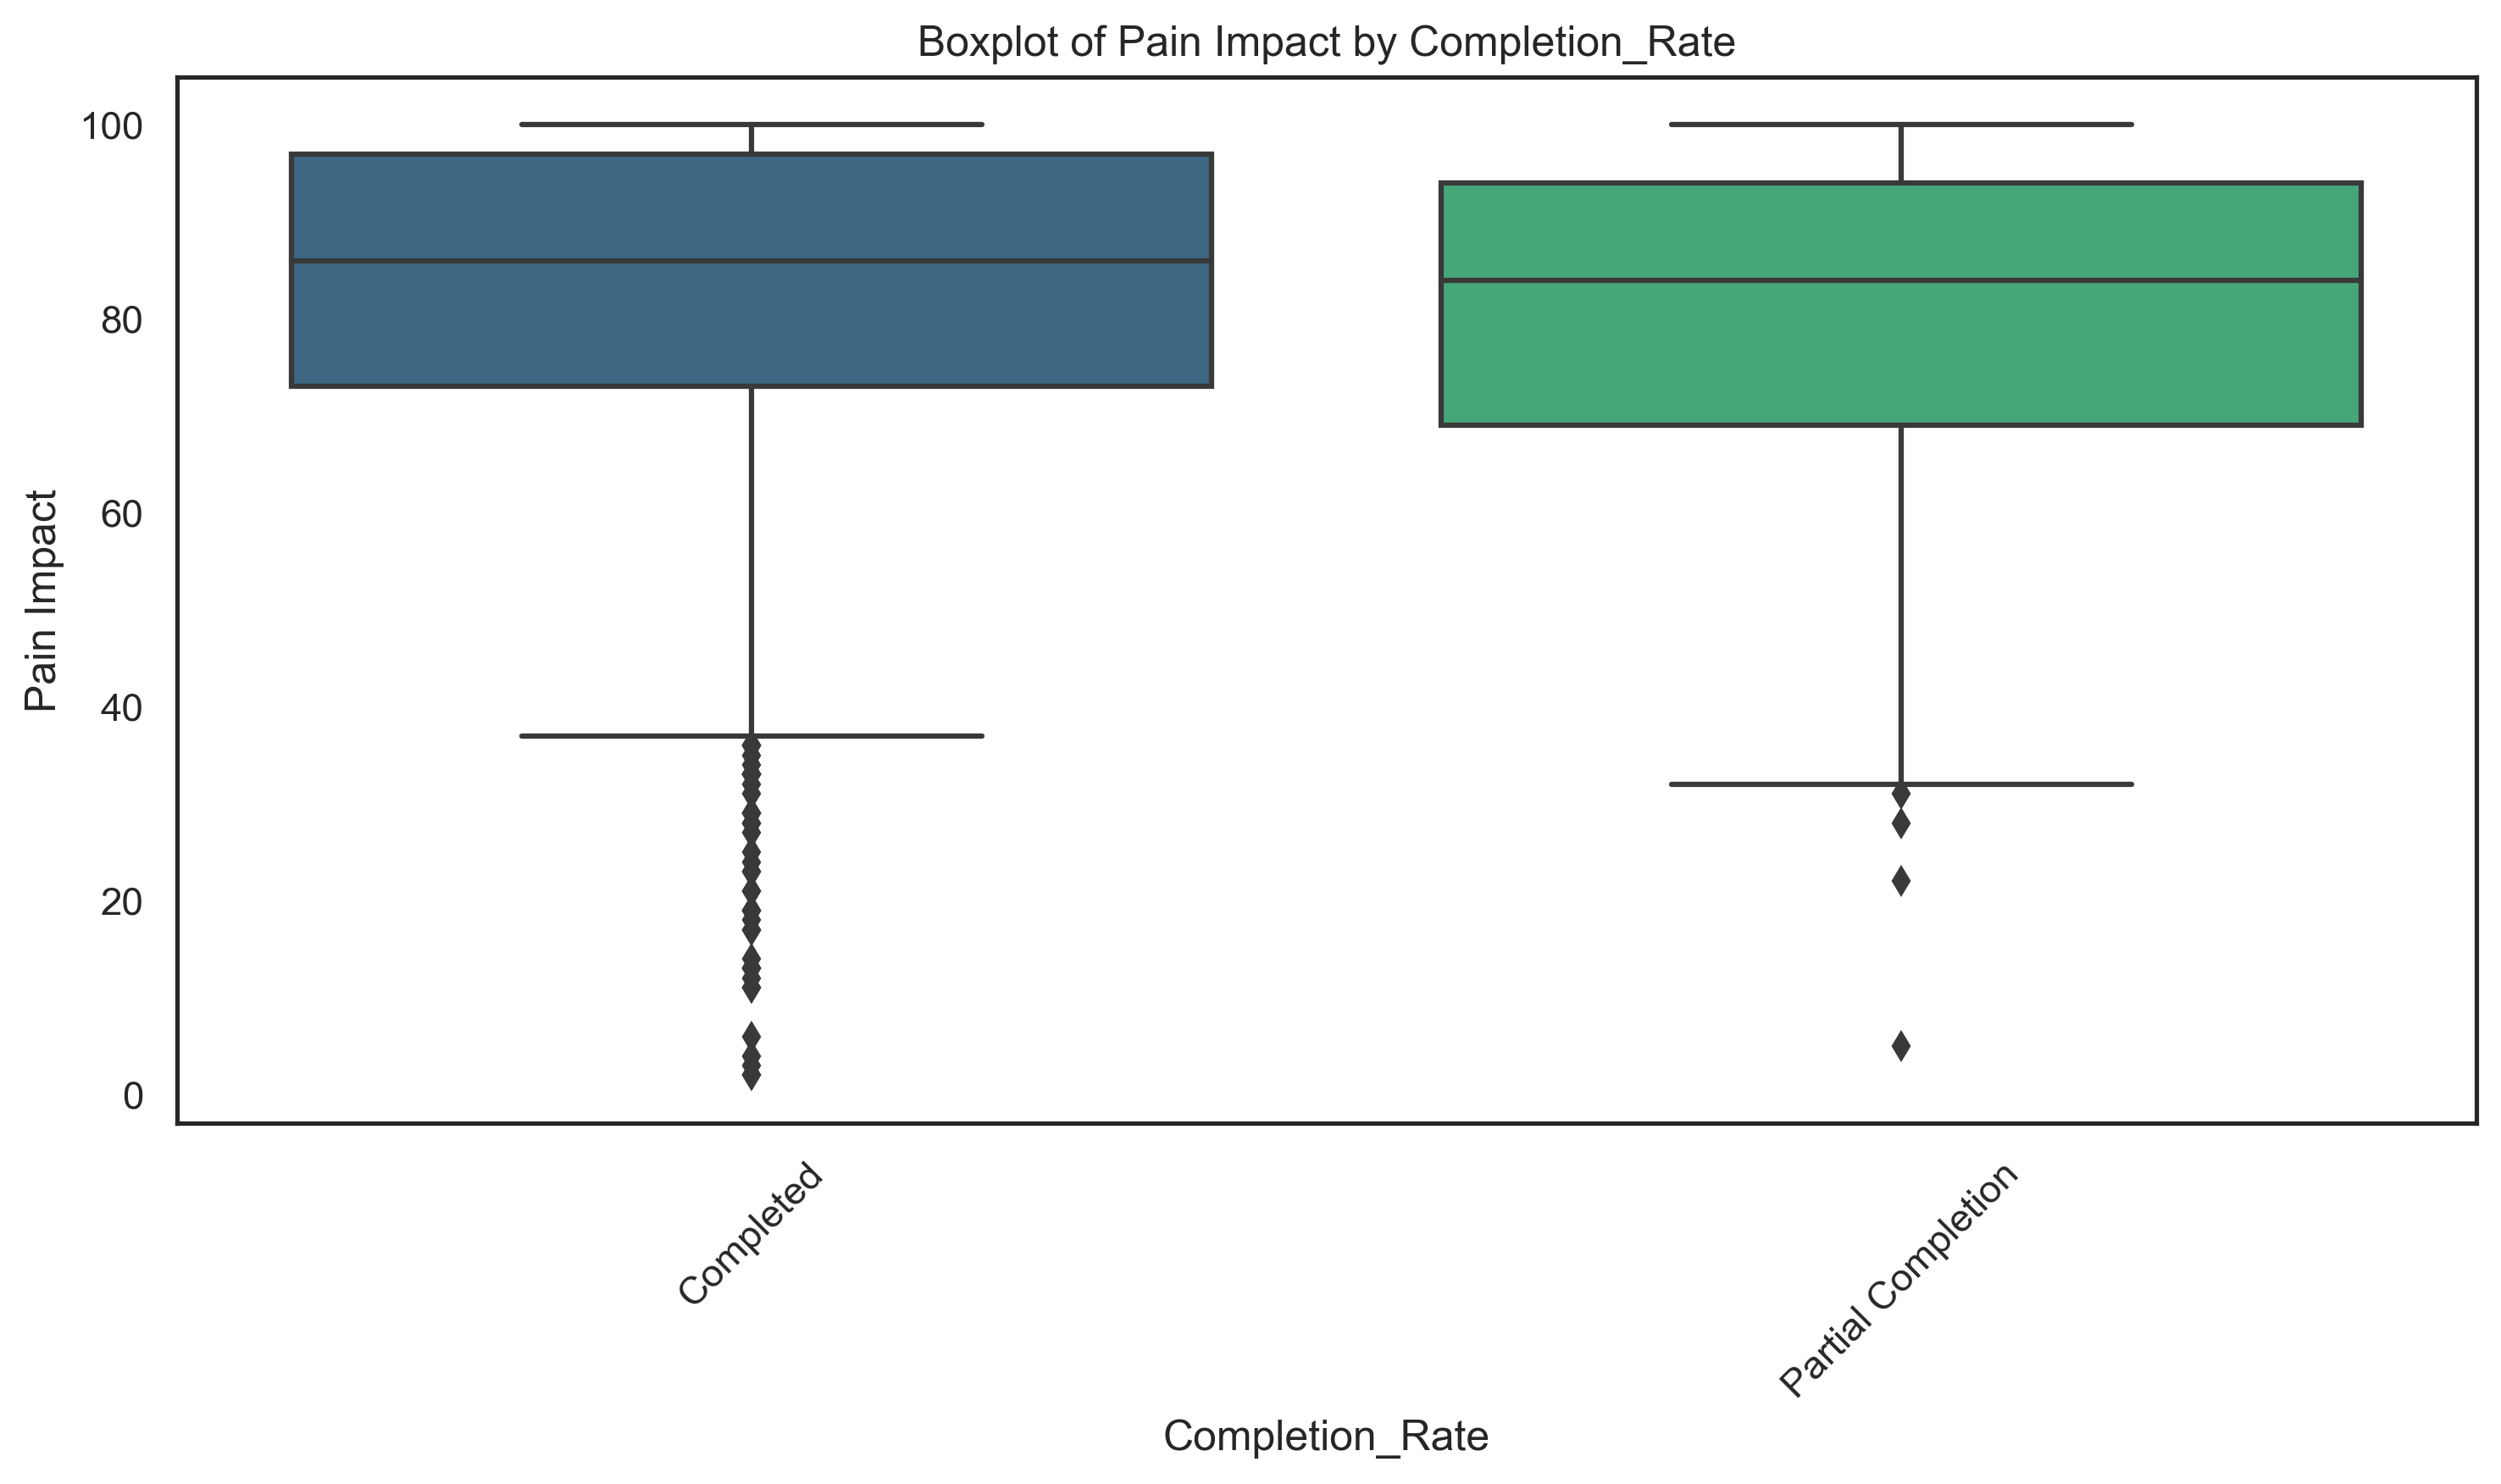 Boxplot of Pain Impact by Completion_Rate
Pain Impact
100
80
60
40
20
0
Completed
Partial Completion
Completion_Rate